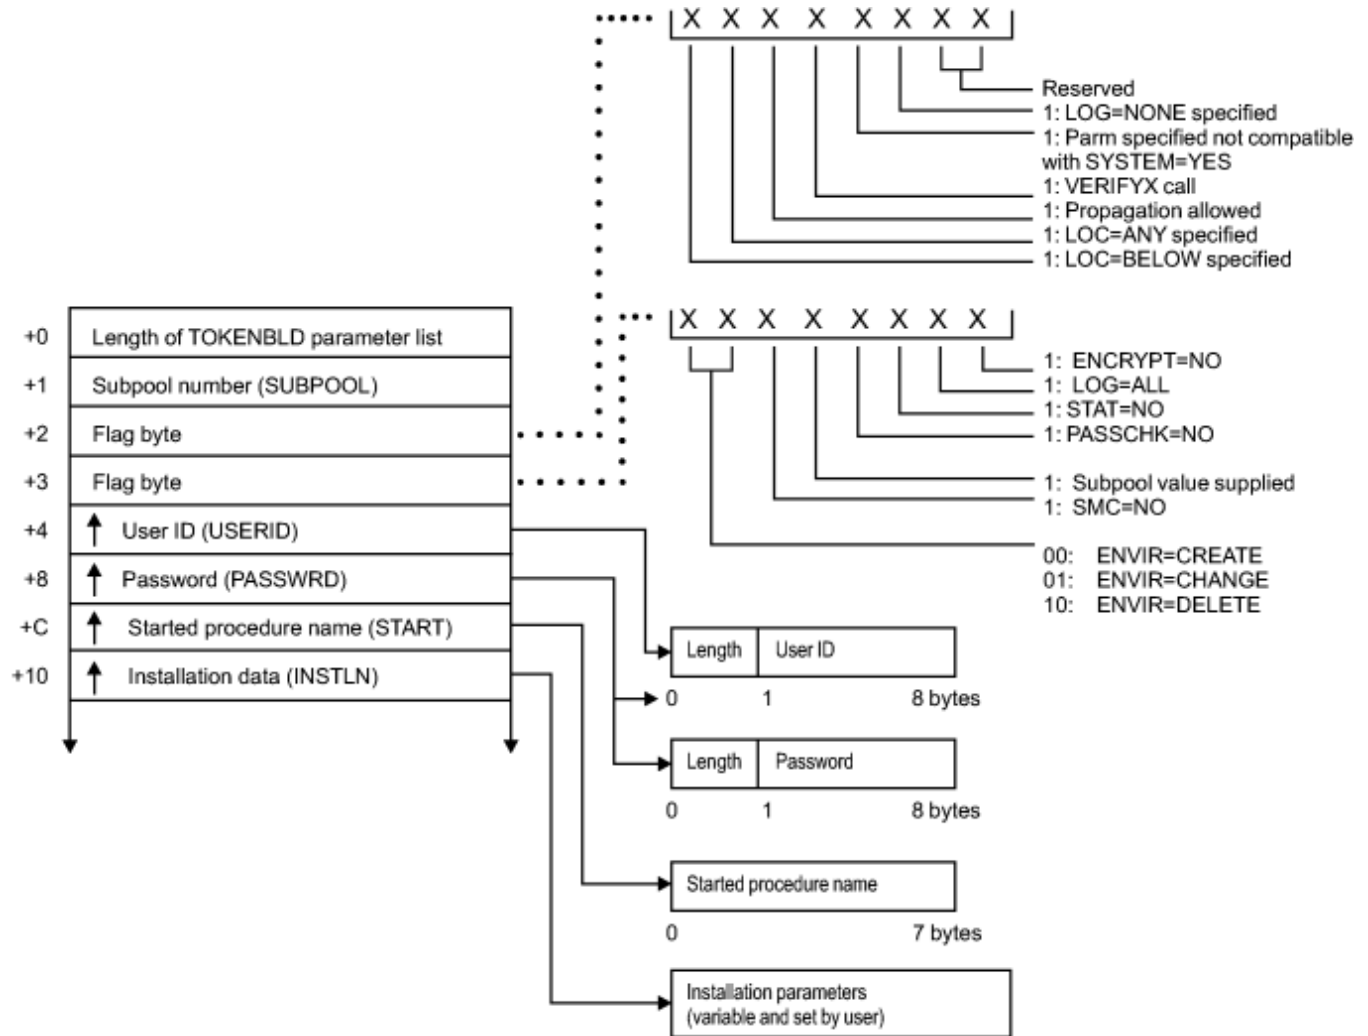 X X X X X X X X
Reserved
1: LOG=NONE specified
1: Parm specified not compatible
with SYSTEM=YES
1: VERIFYX call
1: Propagation allowed
1: LOC=ANY specified
1: LOC=BELOW specified
X X X X X X X X
1: ENCRYPT=NO
1: LOG=ALL
1: STAT=NO
1: PASSCHK=NO
1: Subpool value supplied
1: SMC=NO
00: ENVIR=CREATE
01: ENVIR=CHANGE
10: ENVIR=DELETE
+0 Length of TOKENBLD parameter list
+1 Subpool number (SUBPOOL)
+2 Flag byte
+3 Flag byte
+4 User ID (USERID)
+8 Password (PASSWRD)
+C Started procedure name (START)
+10 Installation data (INSTLN)
Length User ID
0 1 8 bytes
Length Password
0 1 8 bytes
Started procedure name
0 7 bytes
Installation parameters
(variable and set by user)